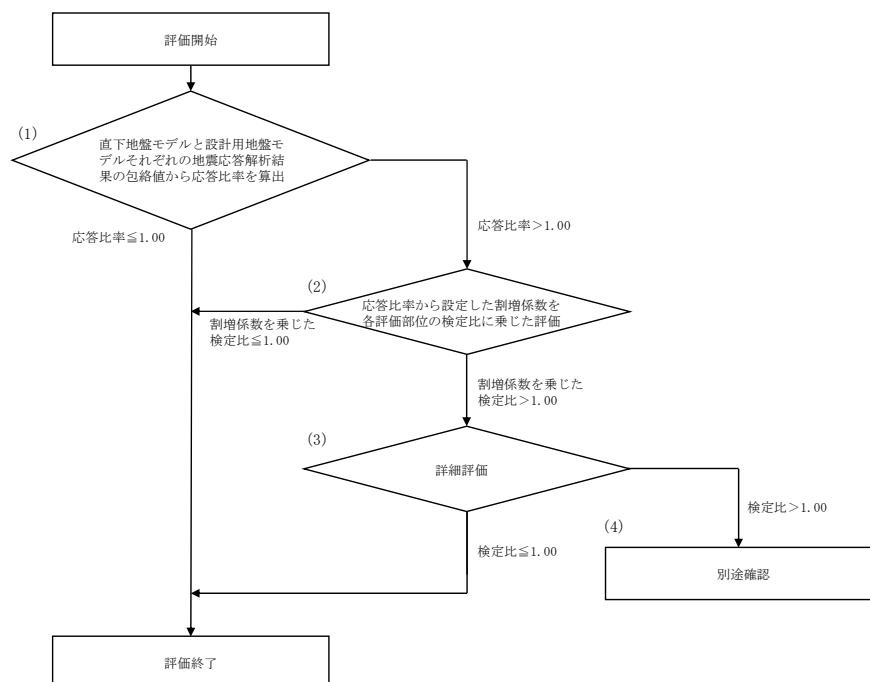 評価開始
(1)
直下地盤モデルと設計用地盤モ
デルそれぞれの地震応答解析結
果の包絡値から応答比率を算出
応答比率≦1.00
応答比率>1.00
(2)
応答比率から設定した割増係数を
各評価部位の検定比に乗じた評価
割増係数を乗じた
検定比≦1.00
割増係数を乗じた
検定比>1.00
(3)
詳細評価
検定比>1.00
検定比≦1.00
(4)
別途確認
評価終了